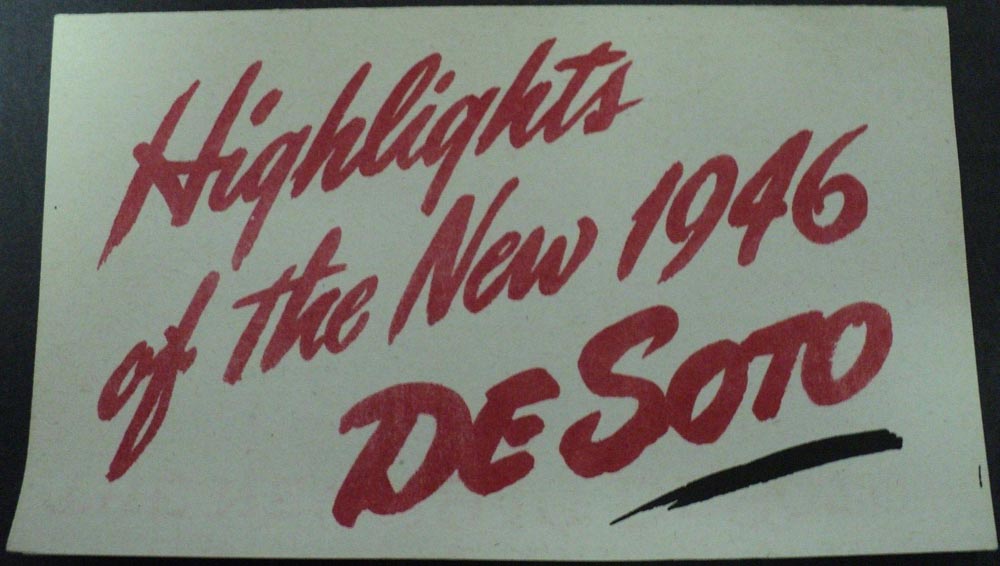 Highlights
of the New 1946
DE SOTO